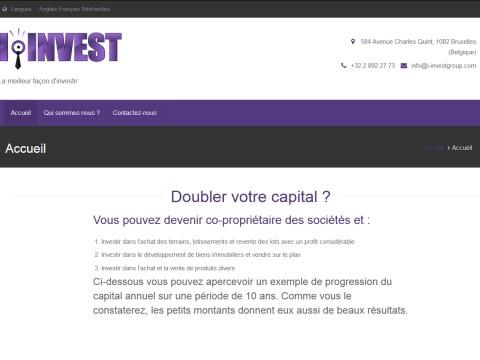 Langues Anglais Français Néérlandais
I INVEST
584 Avenue Charles Quint, 1082 Bruxelles
(Belgique)
+32 2 892 27 73 info@i-investgroup.com
La meilleur façon d'investir
Accueil Qui sommes nous ? Contactez-nous
Accueil
Accueil > Accueil
Doubler votre capital ?
Vous pouvez devenir co-propriétaire des sociétés et :
1. Investir dans l'achat des terrains, lotissements et revente des lots avec un profit considérable
2. Investir dans le développement de biens immobiliers et vendre sur le plan
3. Investir dans l'achat et la vente de produits divers
Ci-dessous vous pouvez apercevoir un exemple de progression du
capital annuel sur une période de 10 ans. Comme vous le
constaterez, les petits montants donnent eux aussi de beaux résultats.